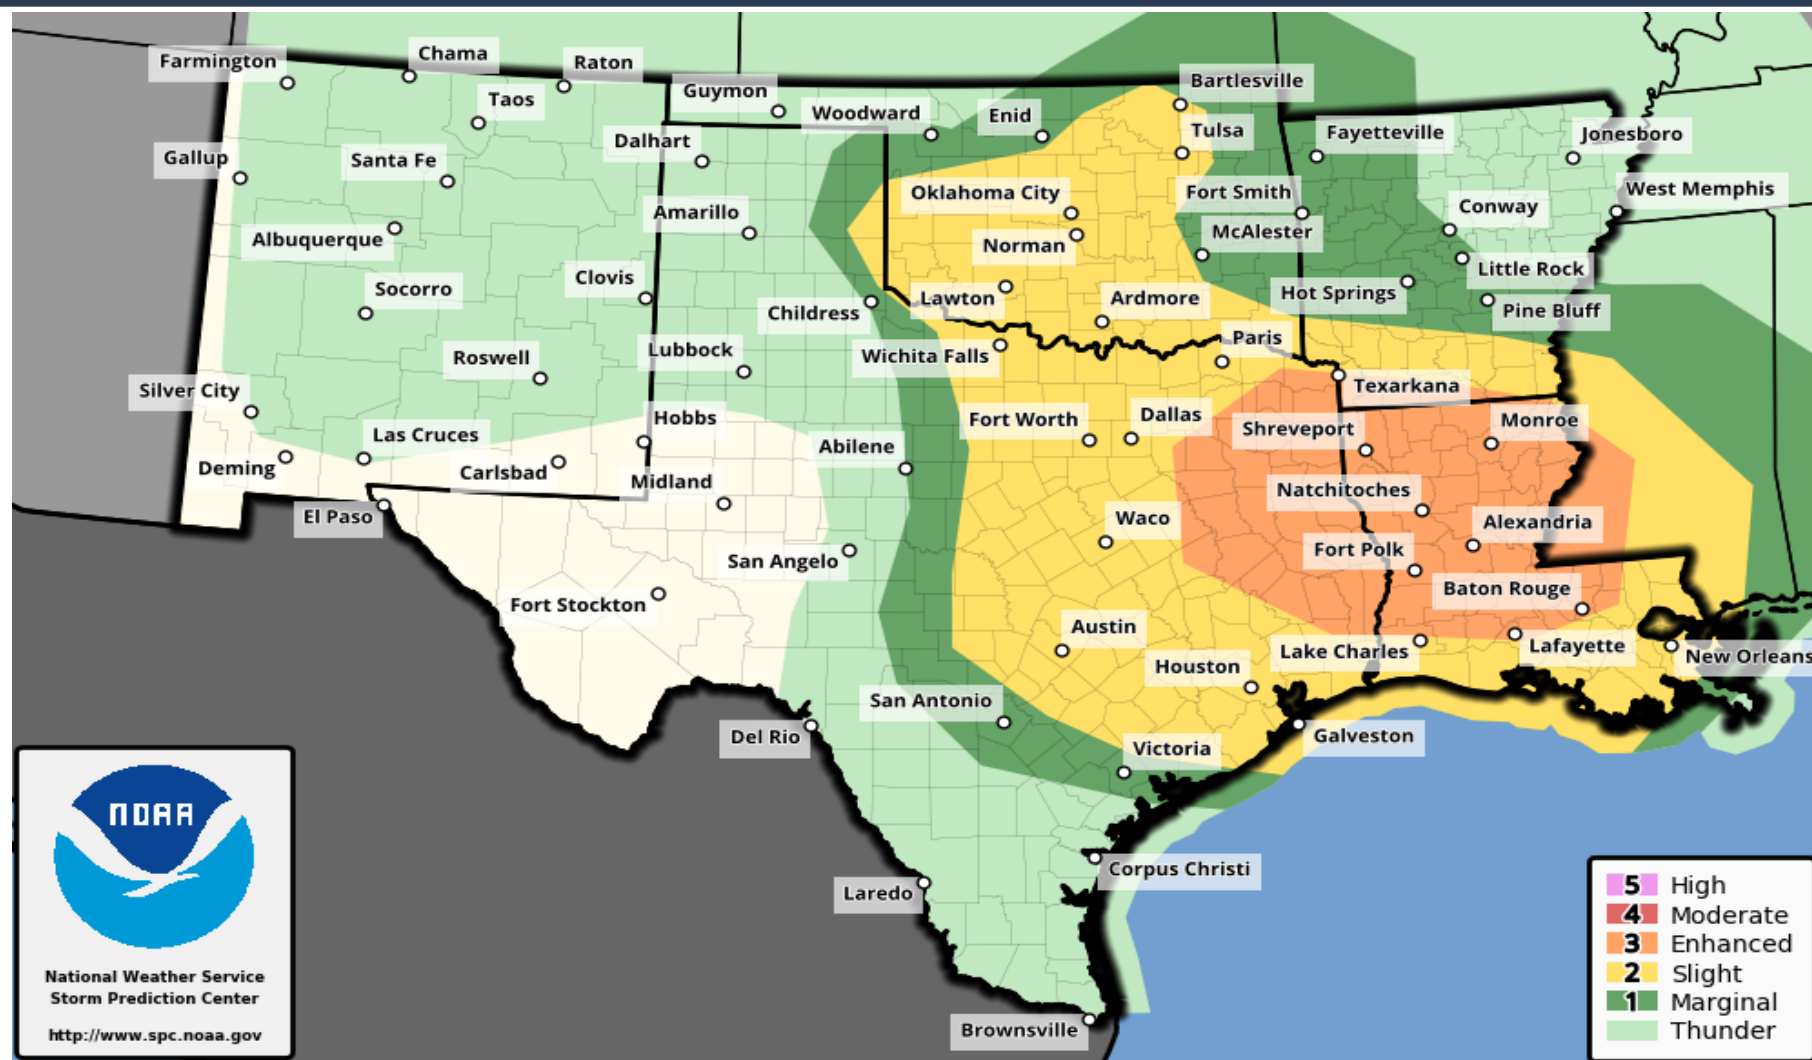 Farmington
Chama
Raton
Taos
Guymon
Woodward
Enid
Bartlesville
Tulsa
Fayetteville
Jonesboro
Gallup
Santa Fe
Dalhart
Oklahoma City
Fort Smith
West Memphis
Albuquerque
Amarillo
Norman
McAlester
Conway
Socorro
Clovis
Childress
Lawton
Ardmore
Hot Springs
Little Rock
Pine Bluff
Roswell
Lubbock
Wichita Falls
Paris
Texarkana
Silver City
Las Cruces
Hobbs
Abilene
Fort Worth
Dallas
Shreveport
Monroe
Deming
Carlsbad
Midland
Natchitoches
El Paso
San Angelo
Waco
Alexandria
Fort Polk
Fort Stockton
Baton Rouge
Austin
Houston
Lake Charles
Lafayette
New Orleans
San Antonio
Del Rio
Victoria
Galveston
Corpus Christi
Laredo
Brownsville
NOAA
National Weather Service
Storm Prediction Center
http://www.spc.noaa.gov
5 High
4 Moderate
3 Enhanced
2 Slight
1 Marginal
Thunder